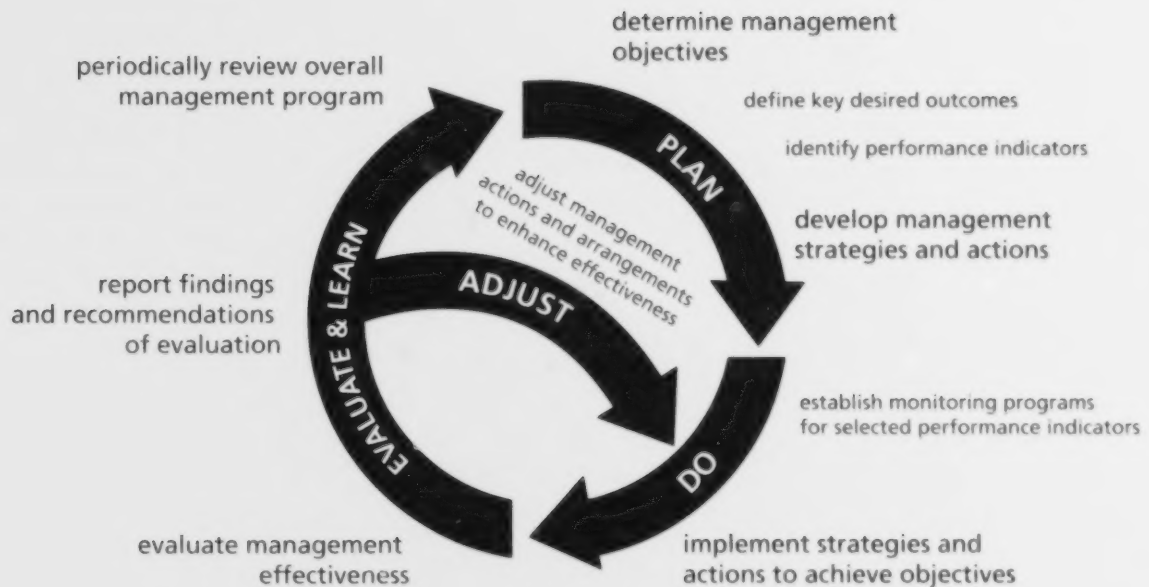 determine management
objectives
define key desired outcomes
identify performance indicators
PLAN
develop management
strategies and actions
establish monitoring programs
for selected performance indicators
DO
implement strategies and
actions to achieve objectives
evaluate management
effectiveness
EVALUATE & LEARN
report findings
and recommendations
of evaluation
periodically review overall
management program
ADJUST
adjust management
actions and arrangements
to enhance effectiveness